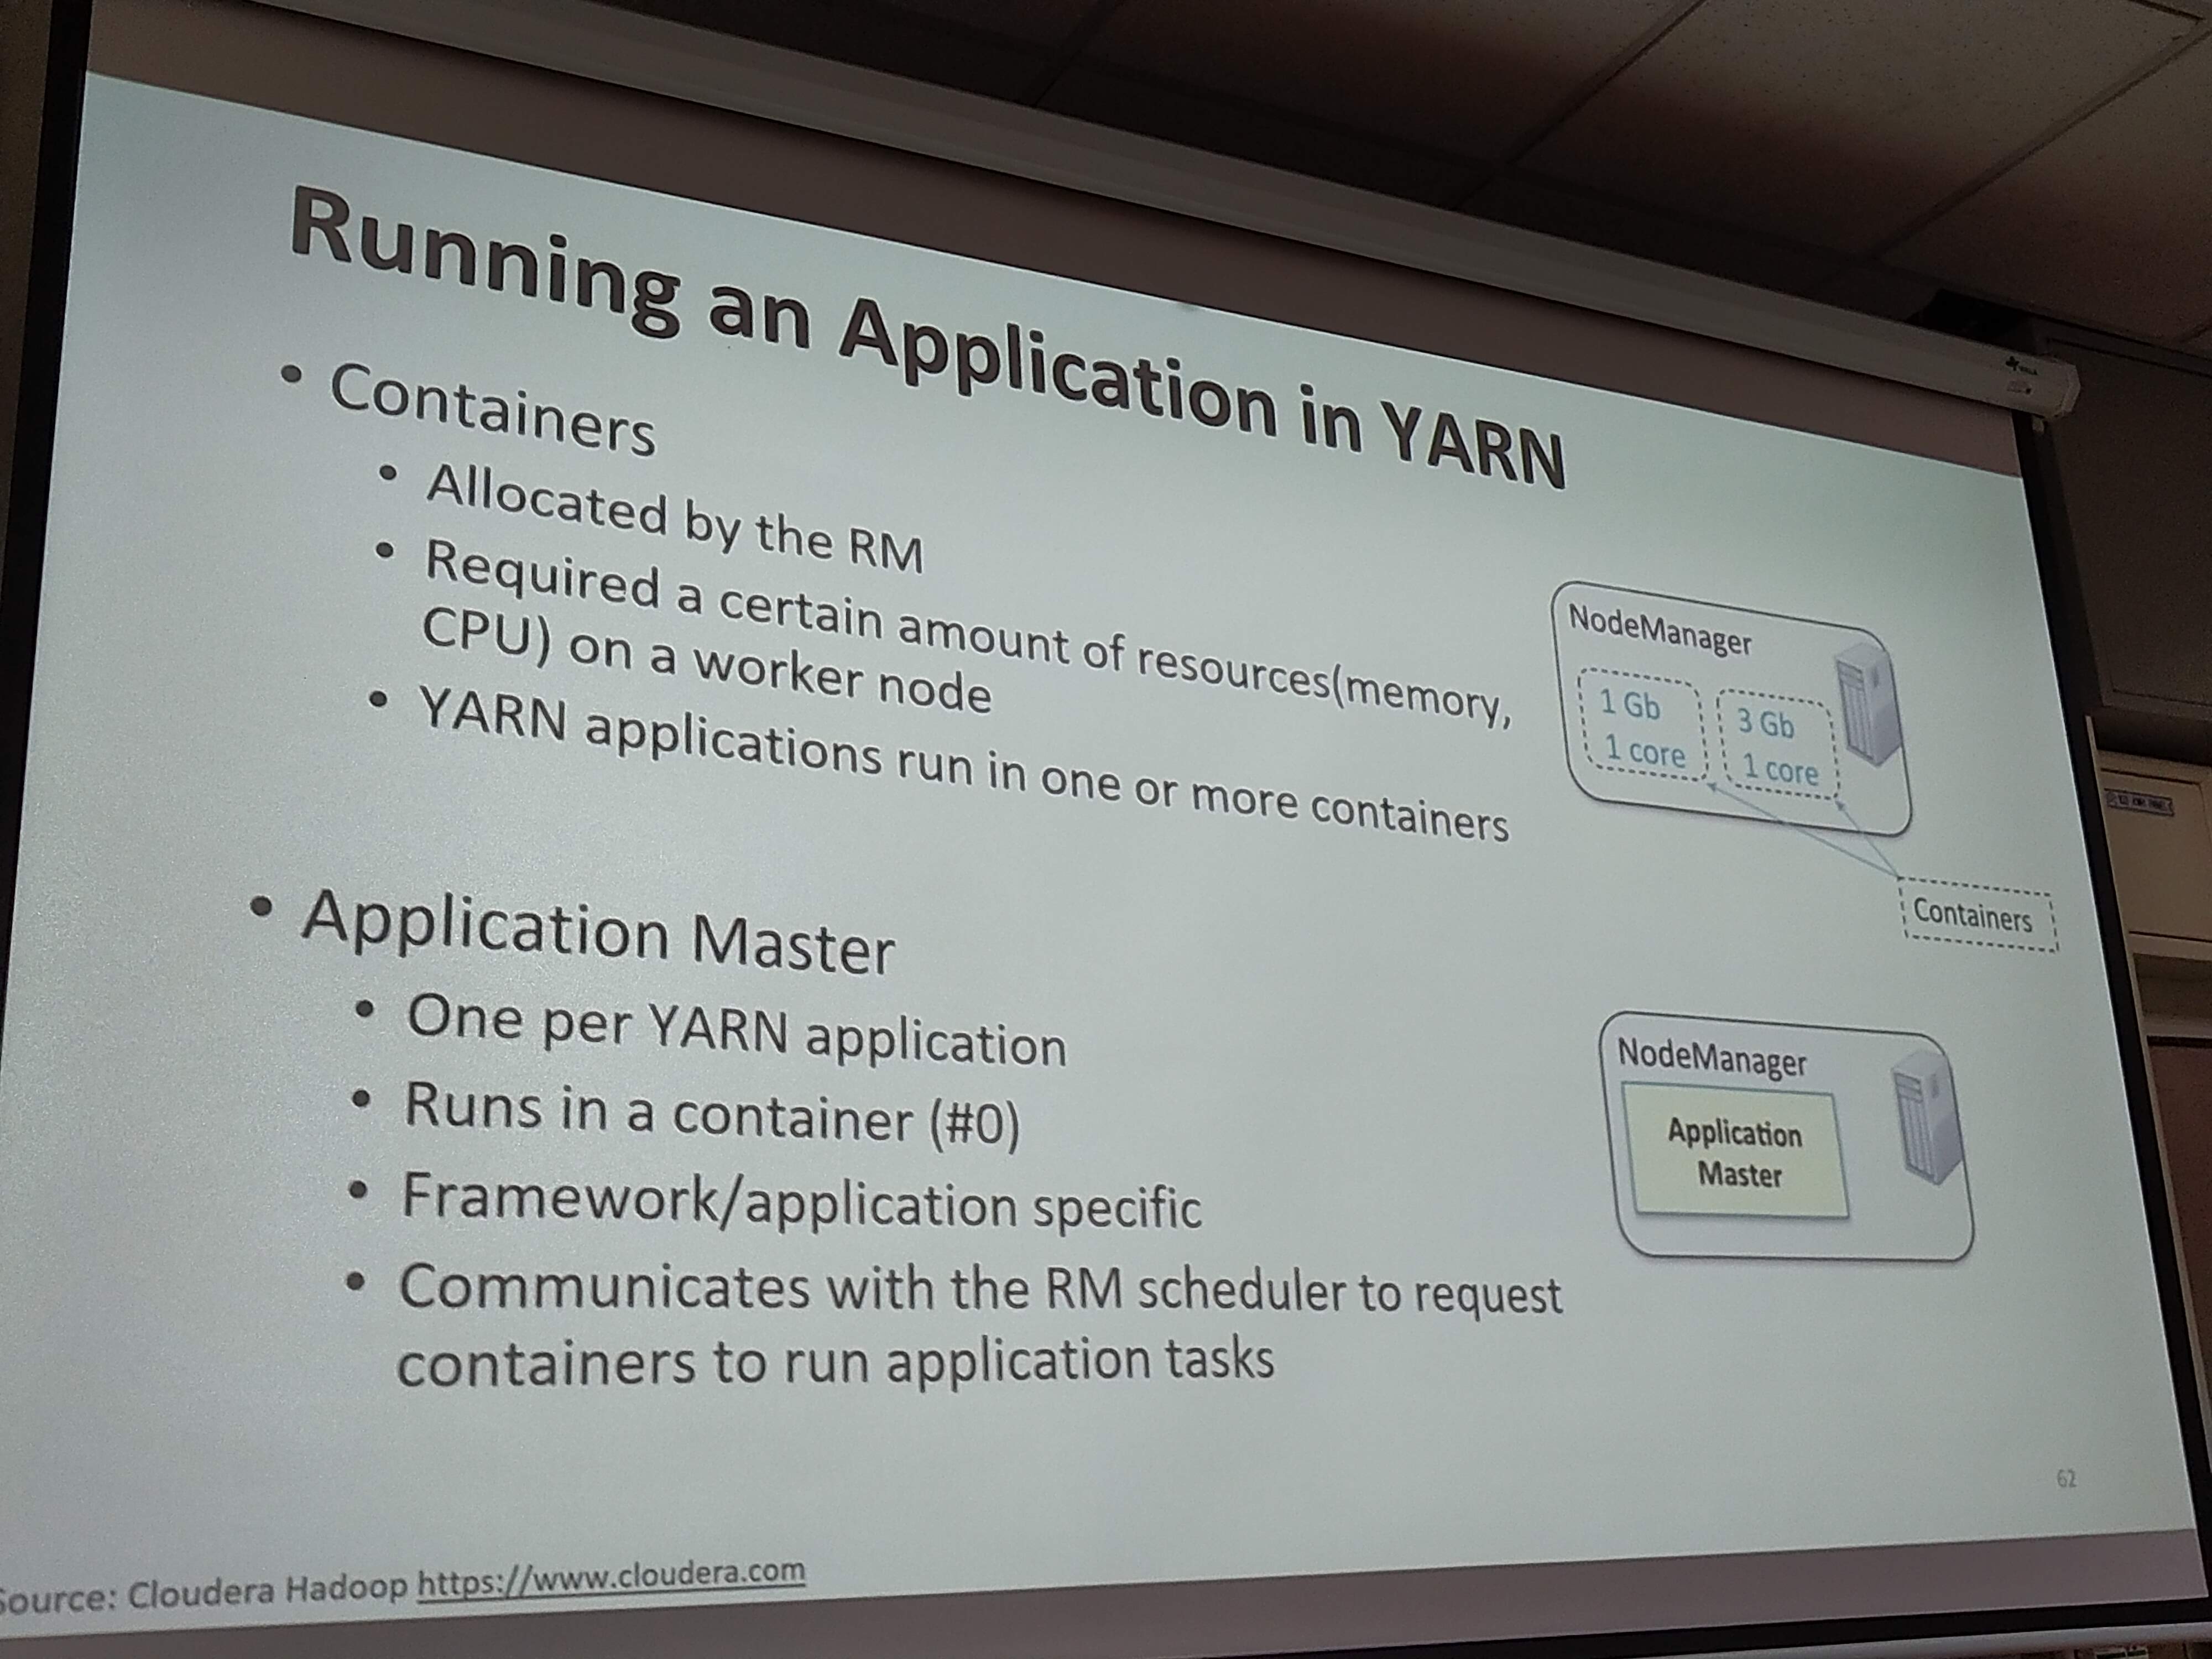 Running an Application in YARN
• Containers
• Allocated by the RM
• Required a certain amount of resources(memory,
CPU) on a worker node
• YARN applications run in one or more containers
NodeManager
1 Gb
1 core
3 Gb
1 core
Containers
• Application Master
• One per YARN application
• Runs in a container (#0)
• Framework/application specific
• Communicates with the RM scheduler to request
containers to run application tasks
NodeManager
Application
Master
62
Source: Cloudera Hadoop https://www.cloudera.com